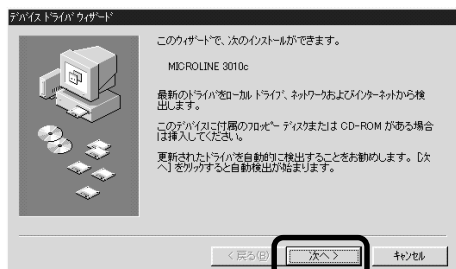 ﾃﾞﾊﾞｲｽ ﾄﾞﾗｲﾊﾞ ｳｨｻﾞｰﾄﾞ
このｳｨｻﾞｰﾄﾞで、次のｲﾝｽﾄｰﾙができます。
MICROLINE 3010c
最新のﾄﾞﾗｲﾊﾞをﾛｰｶﾙ ﾄﾞﾗｲﾌﾞ、ﾈｯﾄﾜｰｸおよびｲﾝﾀｰﾈｯﾄから検
出します。
このﾃﾞﾊﾞｲｽに付属のﾌﾛｯﾋﾟｰ ﾃﾞｨｽｸまたは CD-ROM がある場合
は挿入してください。
更新されたﾄﾞﾗｲﾊﾞを自動的に検出することをお勧めします。[次
へ] をｸﾘｯｸすると自動検出が始まります。
< 戻る(B)
次へ >
ｷｬﾝｾﾙ